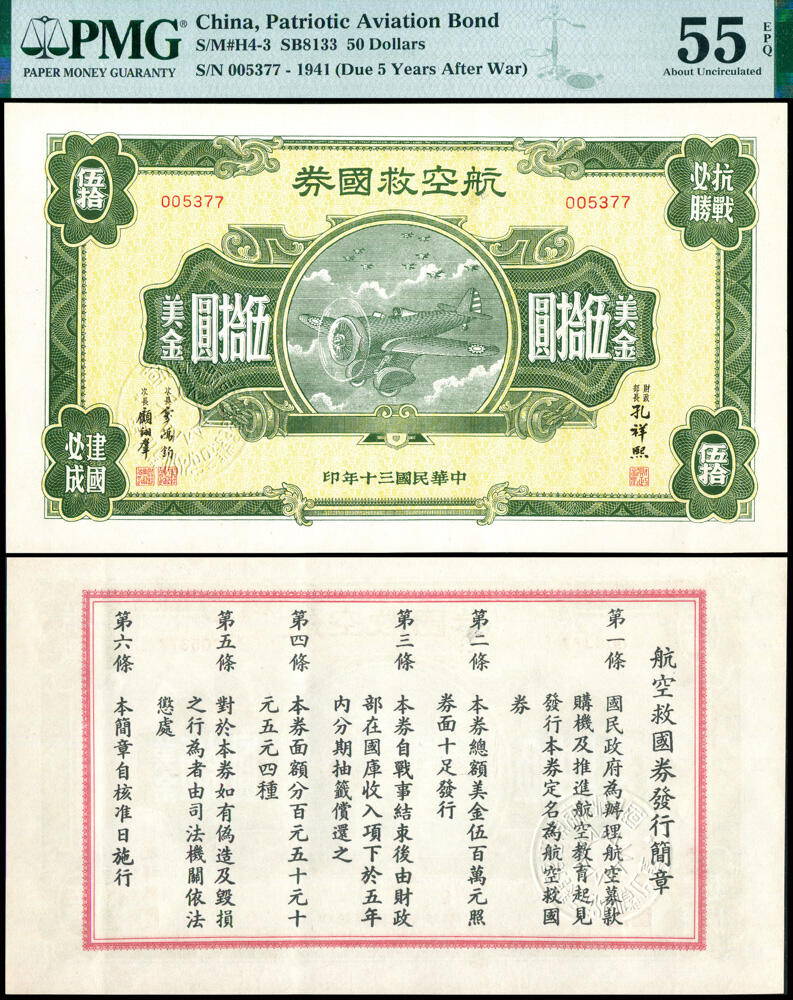 PMG®
PAPER MONEY GUARANTY
China, Patriotic Aviation Bond
S/M#H4-3 SB8133 50 Dollars
S/N 005377 - 1941 (Due 5 Years After War)
55
EPQ
About Uncirculated
券國救空航
伍拾
抗戰必勝
005377
005377
美金
圓拾伍
圓拾伍
美金
次長
顧翊羣
財政部長
孔祥熙
建國必成
伍拾
印年十三國民華中
航空救國券發行簡章
第一條 國民政府為辦理航空募款
購機及推進航空教育起見
發行本券定名為航空救國
券
第二條 本券總額美金伍百萬元照
券面十足發行
第三條 本券自戰事結束後由財政
部在國庫收入項下於五年
內分期抽籤償還之
第四條 本券面額分百元五十元十
元五元四種
第五條 對於本券如有偽造及毀損
之行為者由司法機關依法
懲處
第六條 本簡章自核准日施行